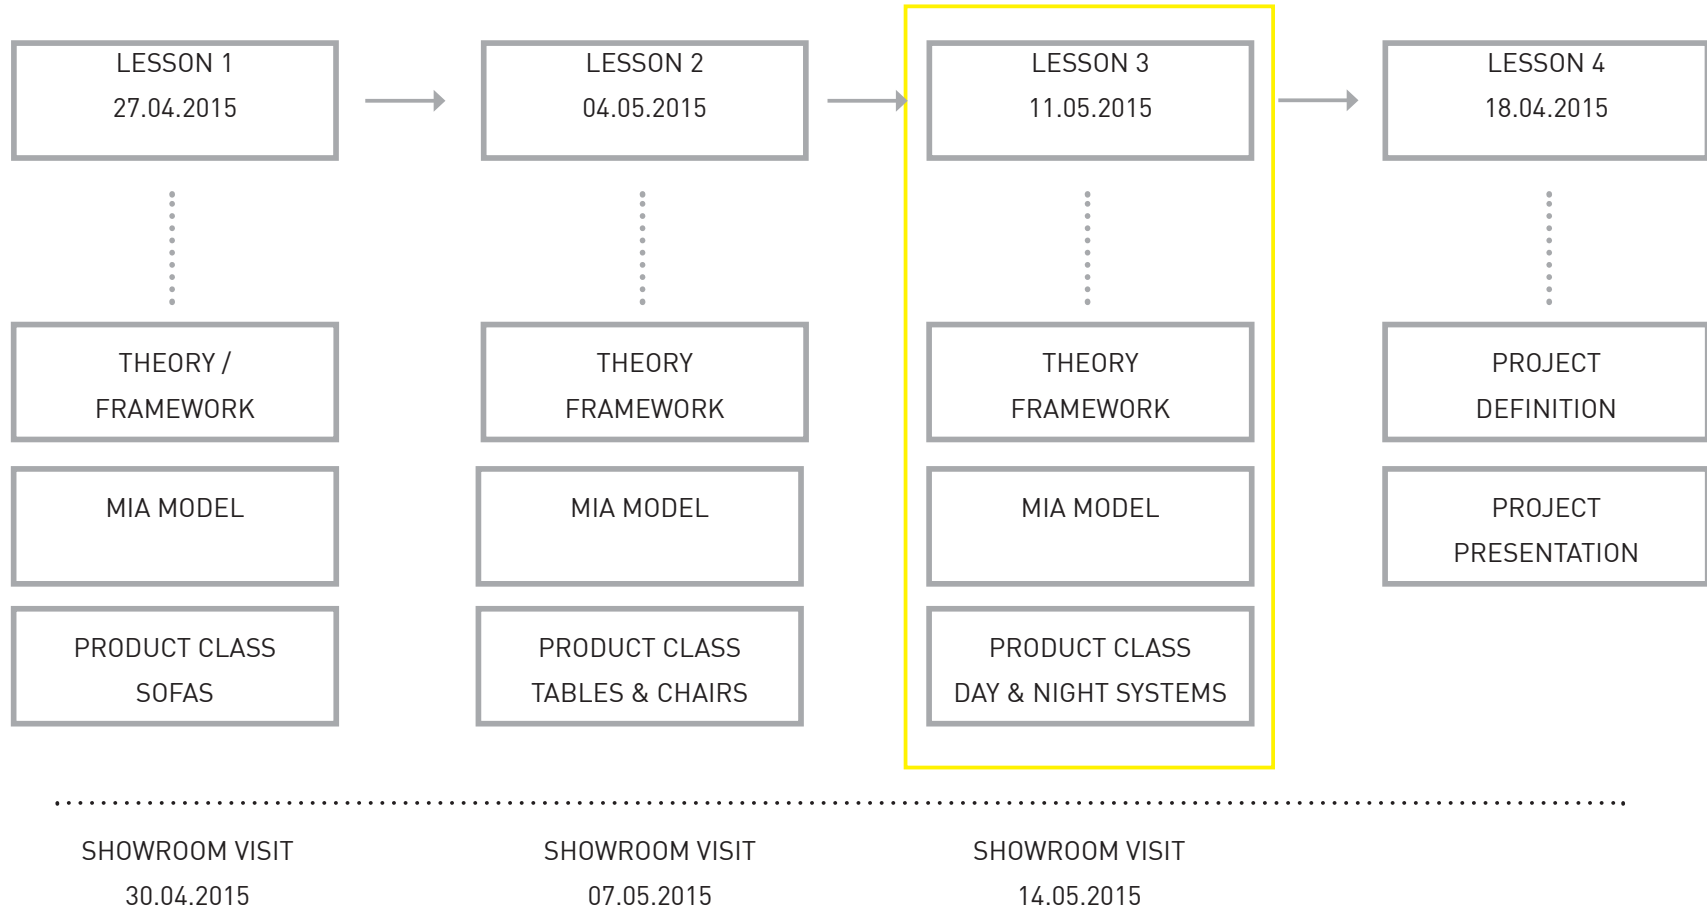 LESSON 1
27.04.2015
LESSON 2
04.05.2015
LESSON 3
11.05.2015
LESSON 4
18.04.2015
THEORY /
FRAMEWORK
THEORY
FRAMEWORK
THEORY
FRAMEWORK
PROJECT
DEFINITION
MIA MODEL
MIA MODEL
MIA MODEL
PROJECT
PRESENTATION
PRODUCT CLASS
SOFAS
PRODUCT CLASS
TABLES & CHAIRS
PRODUCT CLASS
DAY & NIGHT SYSTEMS
SHOWROOM VISIT
30.04.2015
SHOWROOM VISIT
07.05.2015
SHOWROOM VISIT
14.05.2015